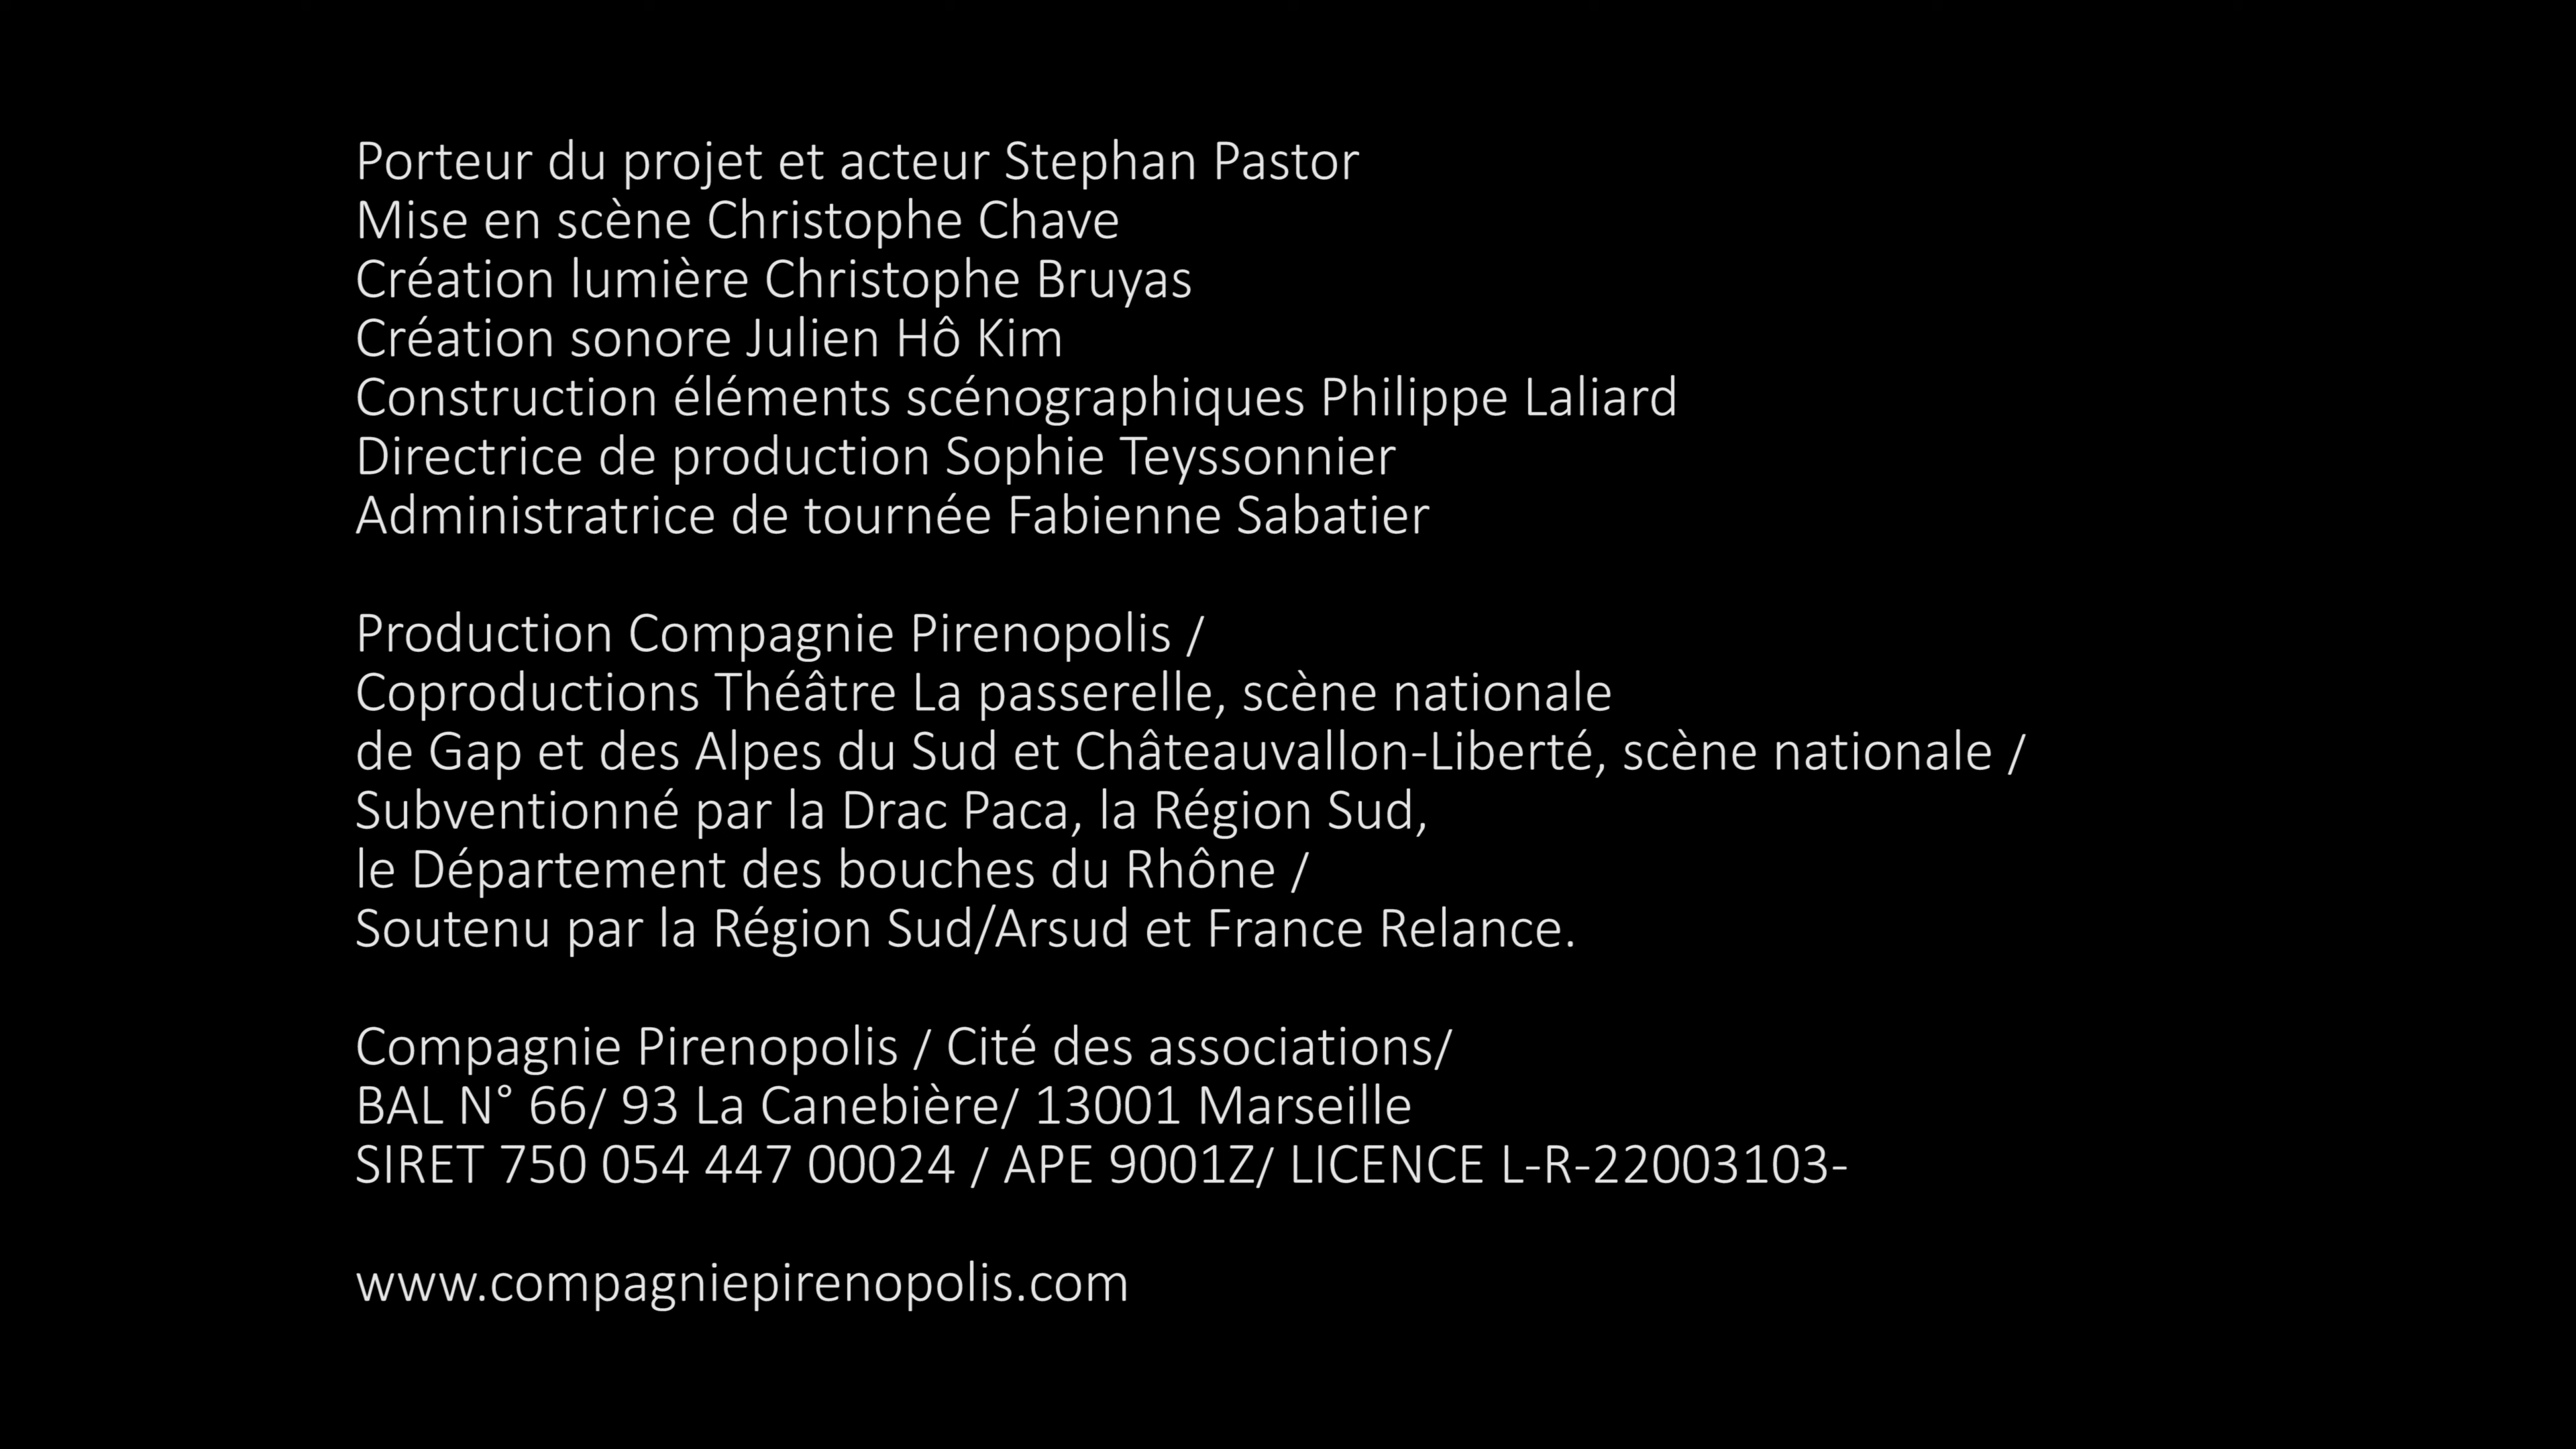 Porteur du projet et acteur Stephan Pastor
Mise en scène Christophe Chave
Création lumière Christophe Bruyas
Création sonore Julien Hô Kim
Construction éléments scénographiques Philippe Laliard
Directrice de production Sophie Teyssonnier
Administratrice de tournée Fabienne Sabatier
Production Compagnie Pirenopolis /
Coproductions Théâtre La passerelle, scène nationale
de Gap et des Alpes du Sud et Châteauvallon-Liberté, scène nationale /
Subventionné par la Drac Paca, la Région Sud,
le Département des bouches du Rhône /
Soutenu par la Région Sud/Arsud et France Relance.
Compagnie Pirenopolis / Cité des associations/
BAL N° 66/ 93 La Canebière/ 13001 Marseille
SIRET 750 054 447 00024 / APE 9001Z/ LICENCE L-R-22003103-
www.compagniepirenopolis.com